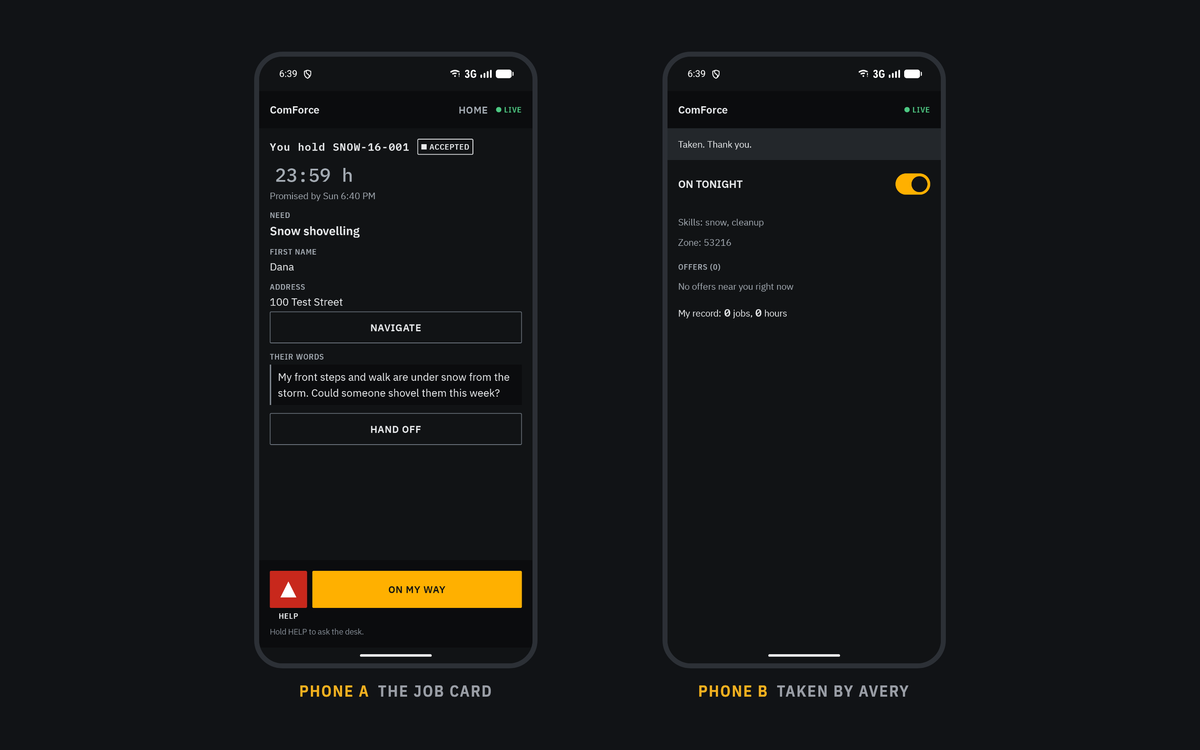 6:39 3G
ComForce HOME LIVE
You hold SNOW-16-001 ACCEPTED
23:59 h
Promised by Sun 6:40 PM
NEED
Snow shovelling
FIRST NAME
Dana
ADDRESS
100 Test Street
NAVIGATE
THEIR WORDS
My front steps and walk are under snow from the
storm. Could someone shovel them this week?
HAND OFF
ON MY WAY
HELP
Hold HELP to ask the desk.
PHONE A THE JOB CARD
6:39 3G
ComForce LIVE
Taken. Thank you.
ON TONIGHT
Skills: snow, cleanup
Zone: 53216
OFFERS (0)
No offers near you right now
My record: 0 jobs, 0 hours
PHONE B TAKEN BY AVERY